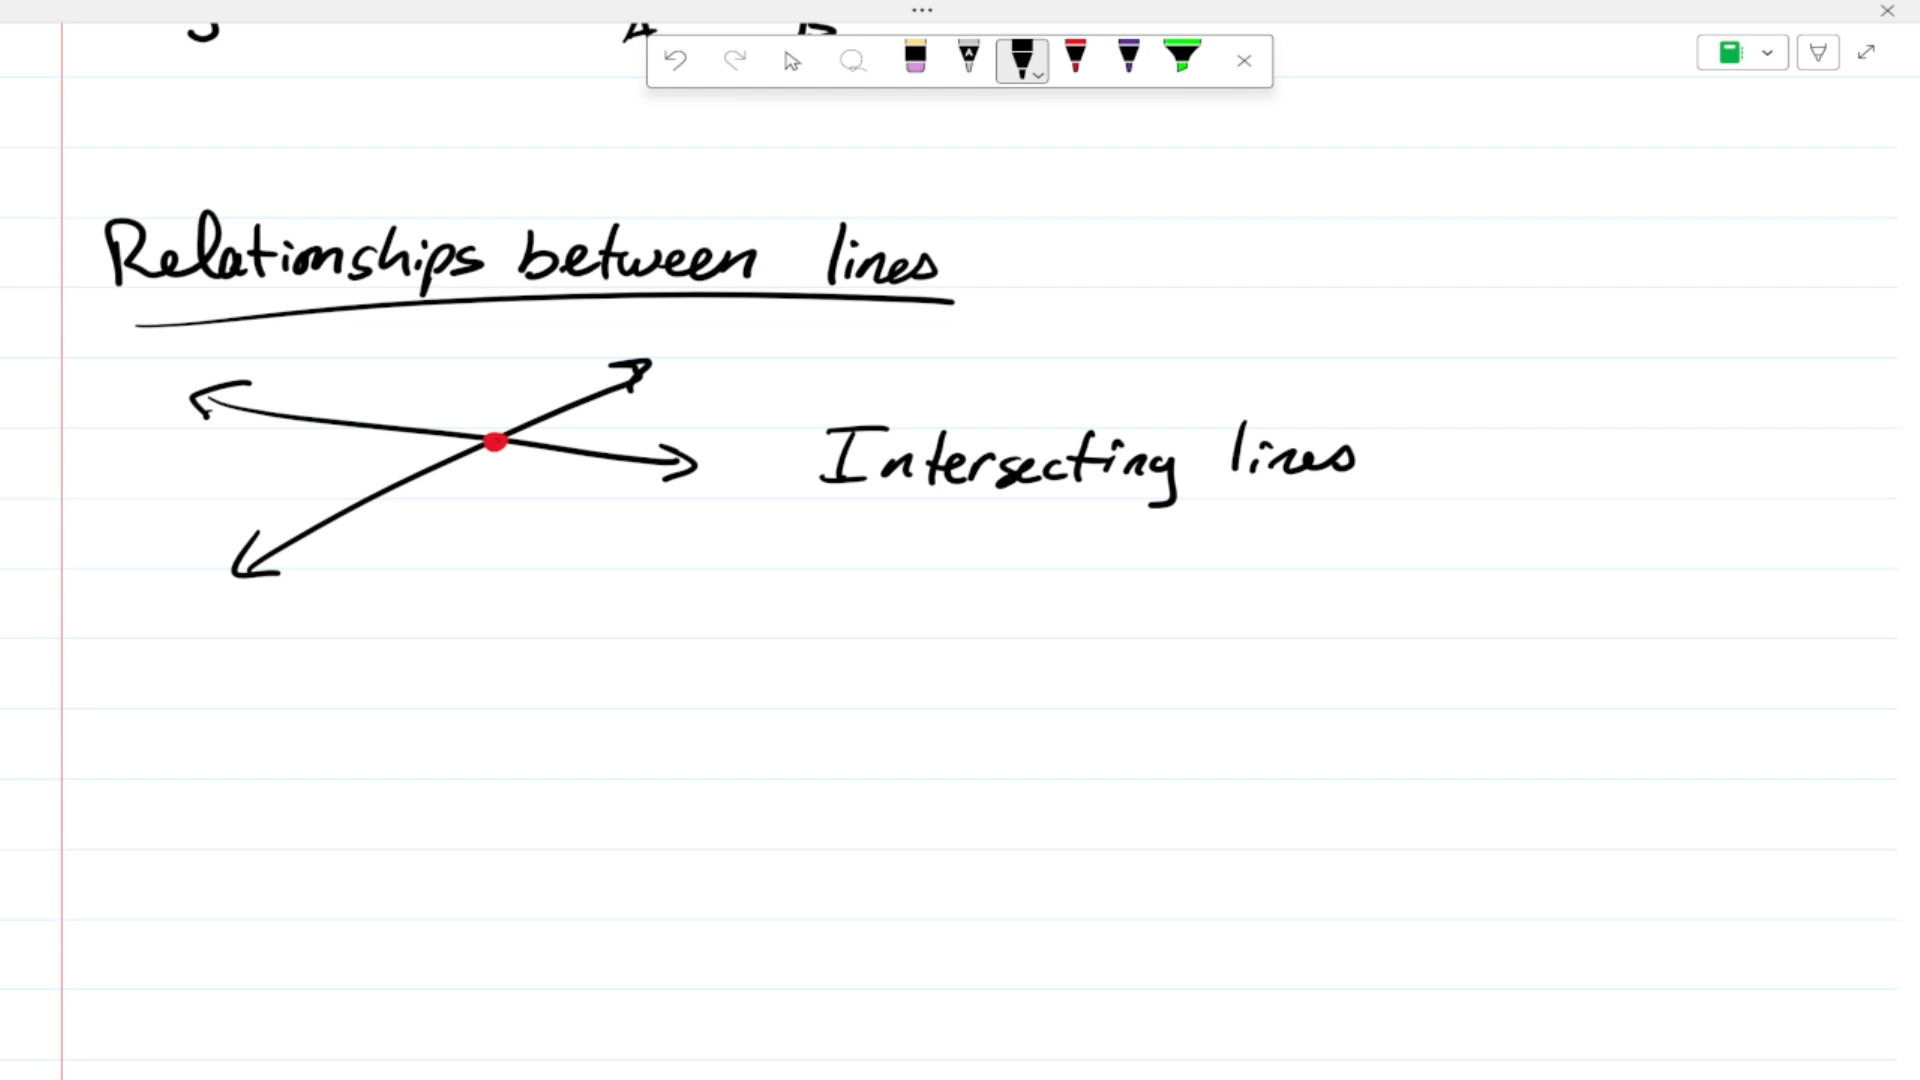 Relationships between lines
Intersecting lines